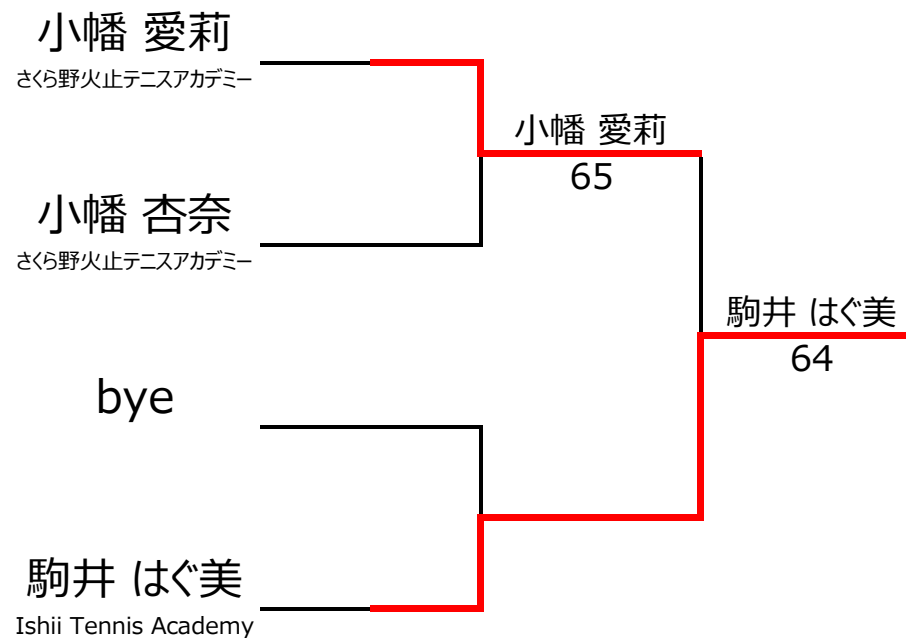 小幡 愛莉
さくら野火止テニスアカデミー
小幡 愛莉
65
小幡 杏奈
さくら野火止テニスアカデミー
駒井 はぐ美
64
bye
駒井 はぐ美
Ishii Tennis Academy